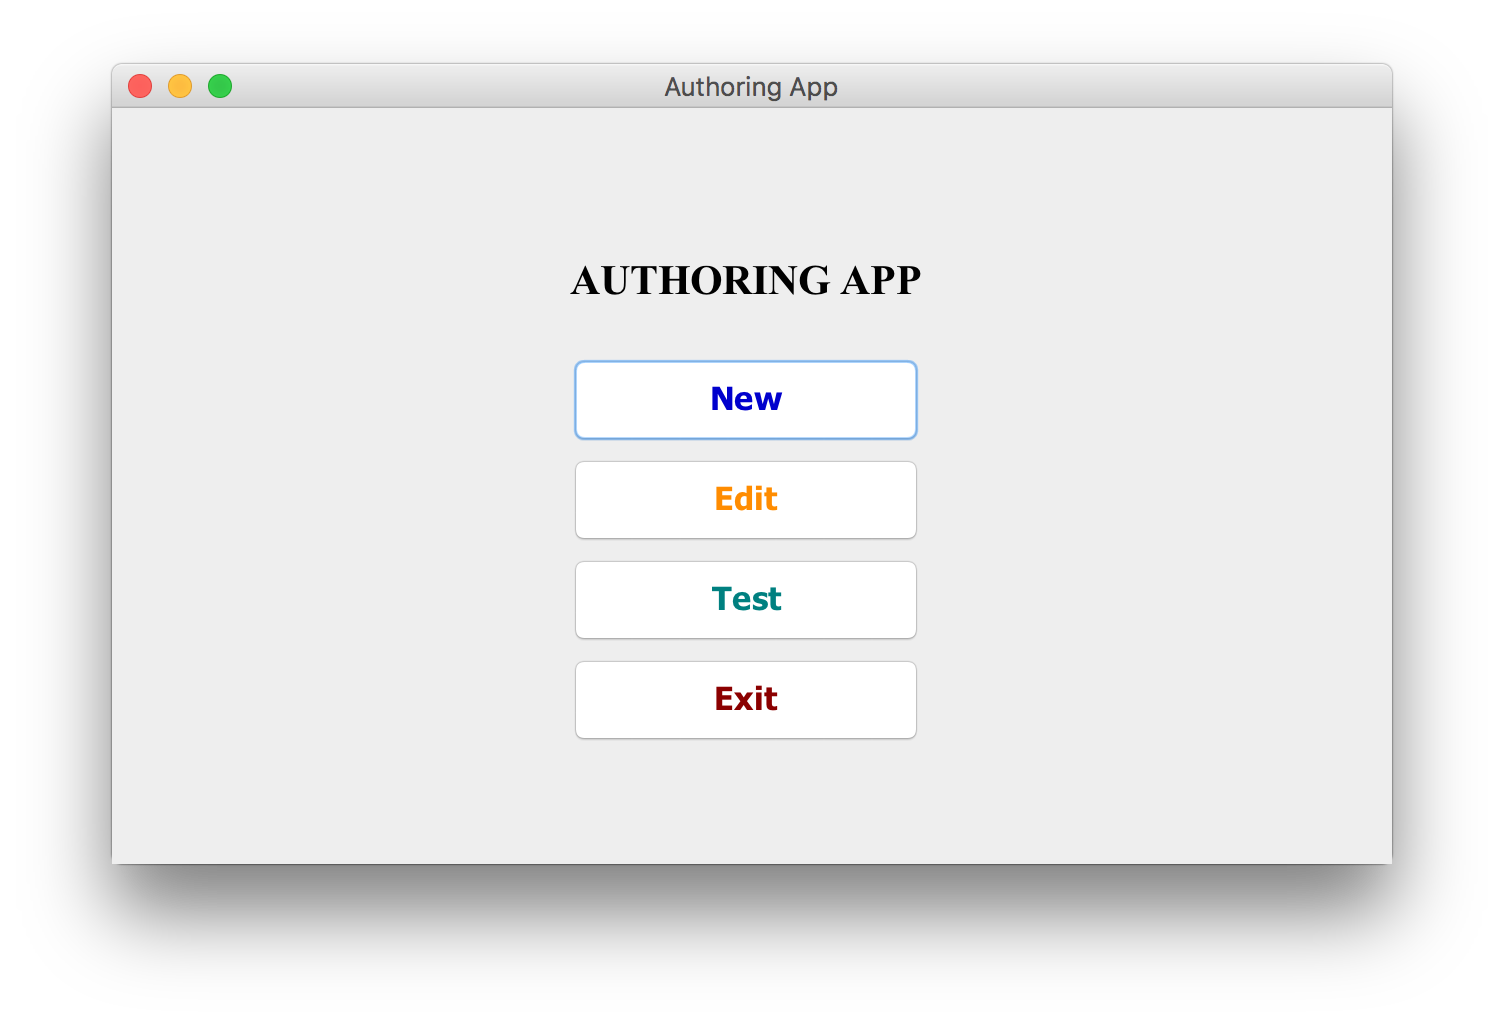 Authoring App
AUTHORING APP
New
Edit
Test
Exit